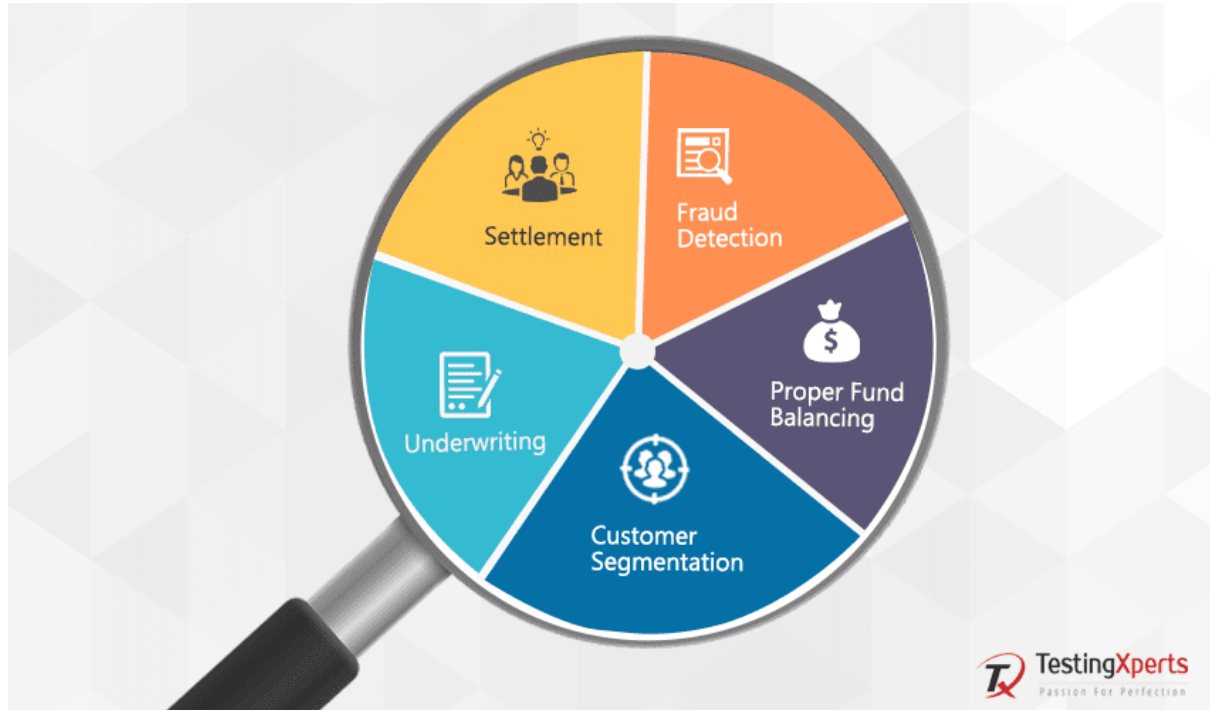 Settlement
Fraud
Detection
$
Proper Fund
Balancing
Underwriting
Customer
Segmentation
TestingXperts
Passion For Perfection